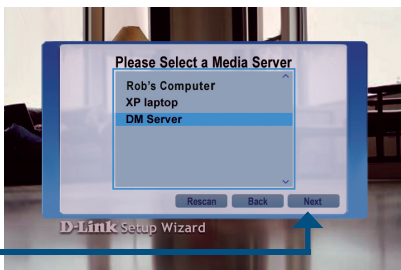 Please Select a Media Server
Rob's Computer
XP laptop
DM Server
Rescan Back Next
D-Link Setup Wizard